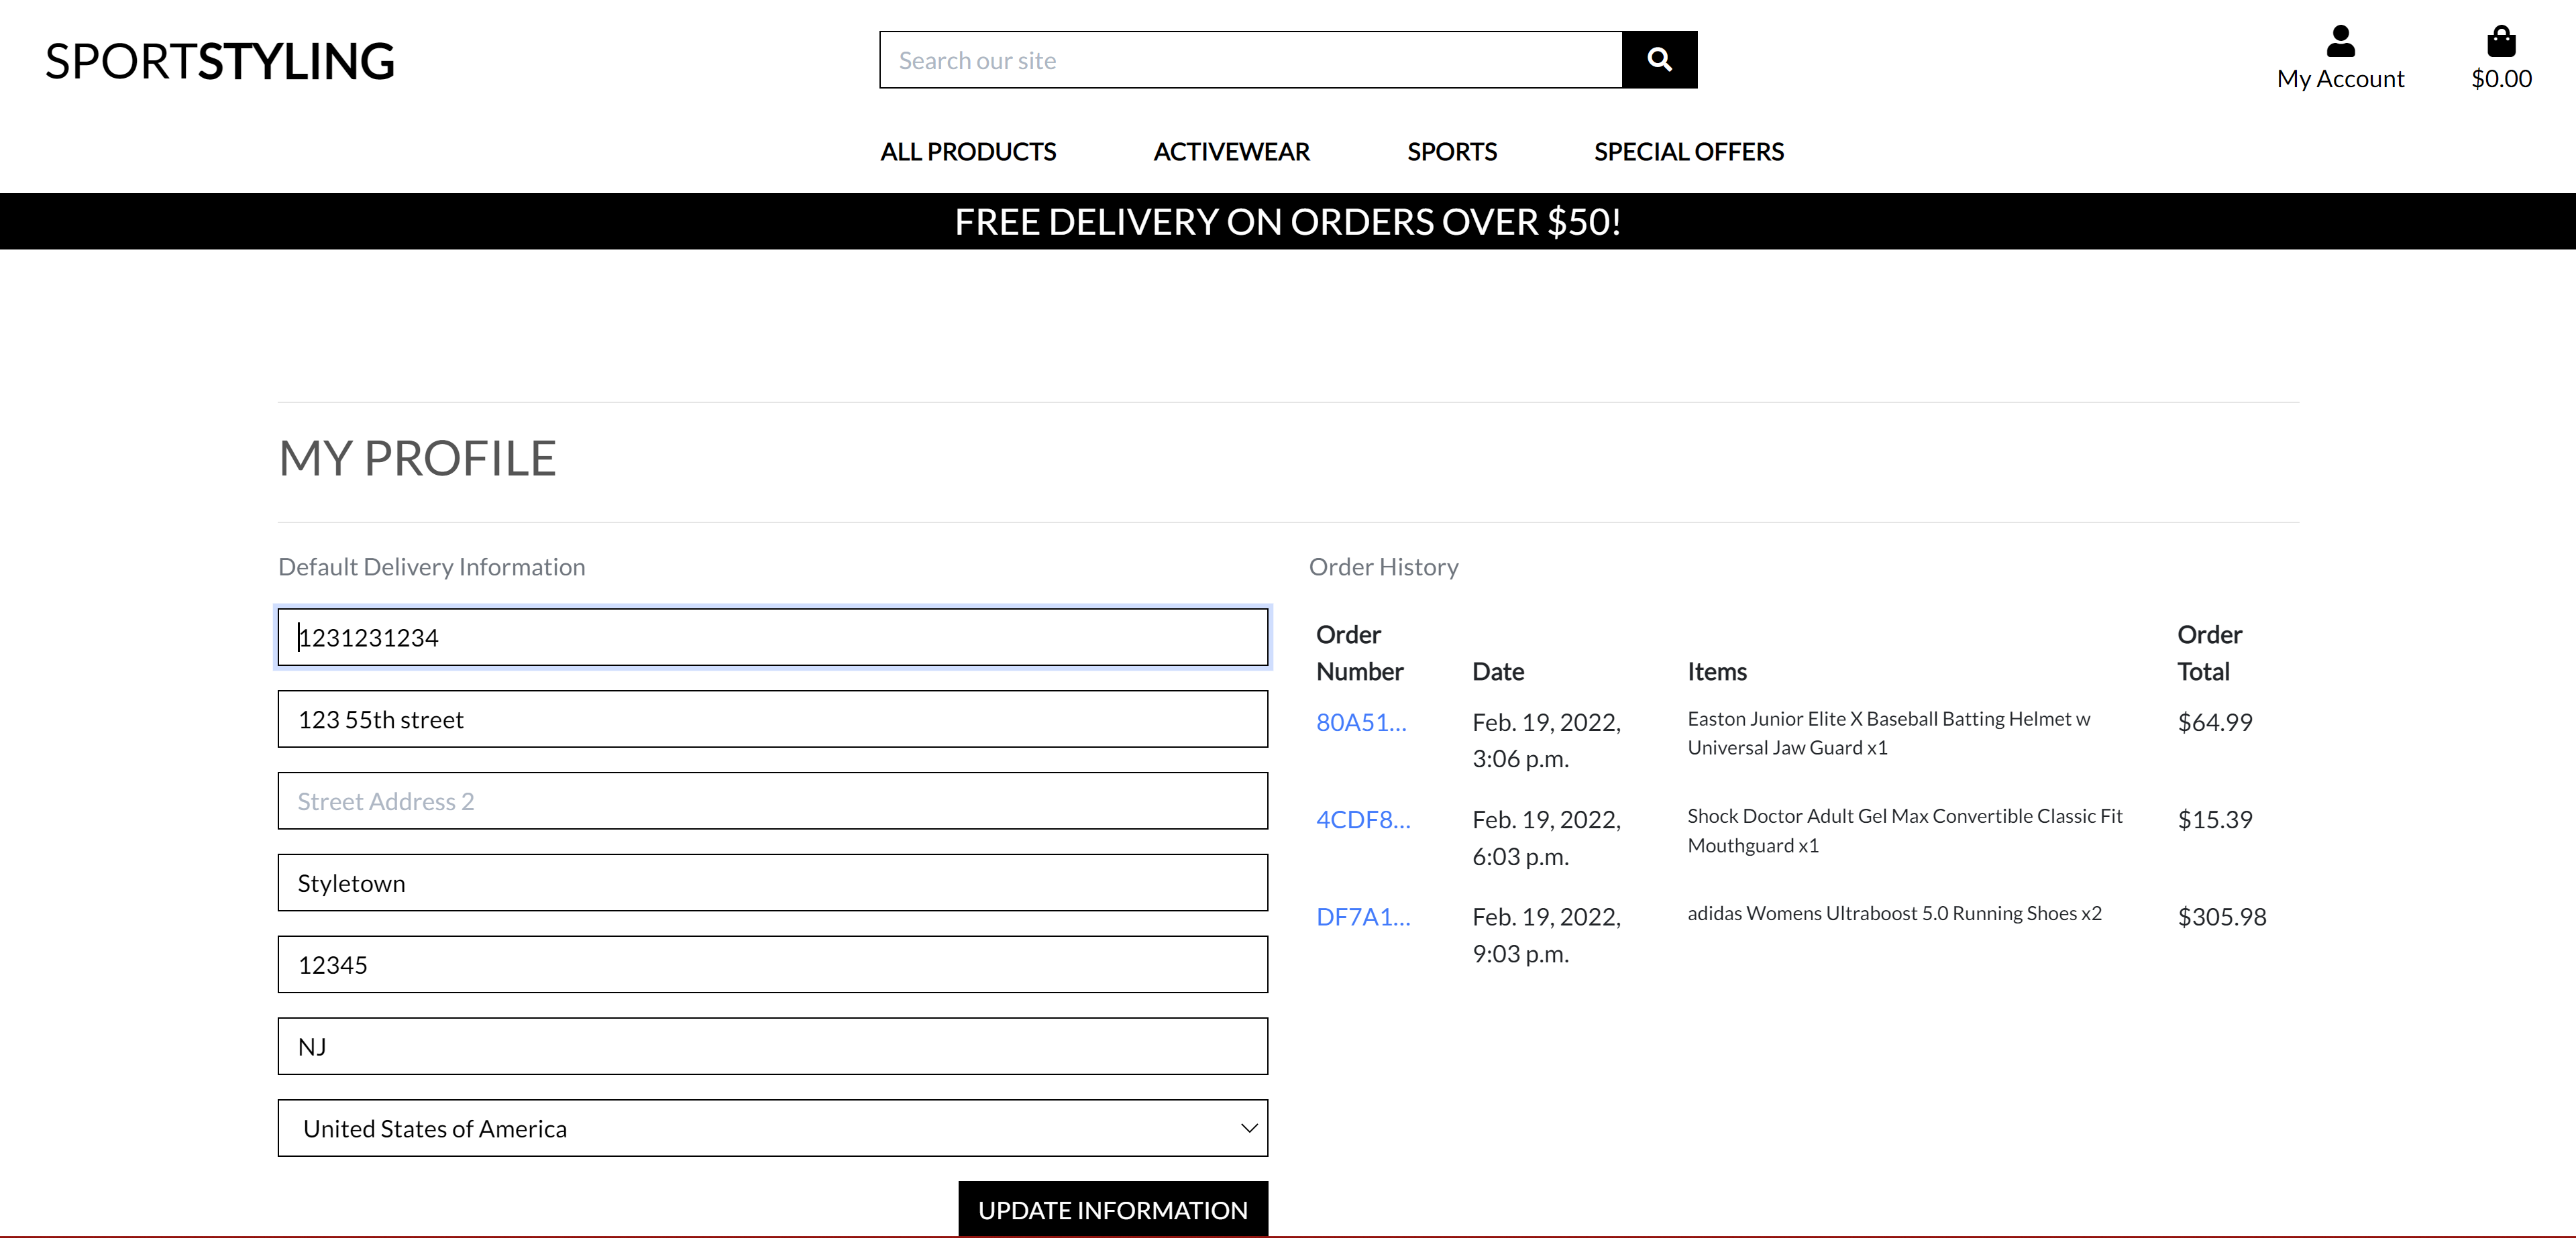 SPORTSTYLING
Search our site
My Account
$0.00
ALL PRODUCTS ACTIVEWEAR SPORTS SPECIAL OFFERS
FREE DELIVERY ON ORDERS OVER $50!
MY PROFILE
Default Delivery Information
1231231234
123 55th street
Street Address 2
Styletown
12345
NJ
United States of America
UPDATE INFORMATION
Order History
Order
Number
Date
Items
Order
Total
80A51...
Feb. 19, 2022,
3:06 p.m.
Easton Junior Elite X Baseball Batting Helmet w
Universal Jaw Guard x1
$64.99
4CDF8...
Feb. 19, 2022,
6:03 p.m.
Shock Doctor Adult Gel Max Convertible Classic Fit
Mouthguard x1
$15.39
DF7A1...
Feb. 19, 2022,
9:03 p.m.
adidas Womens Ultraboost 5.0 Running Shoes x2
$305.98